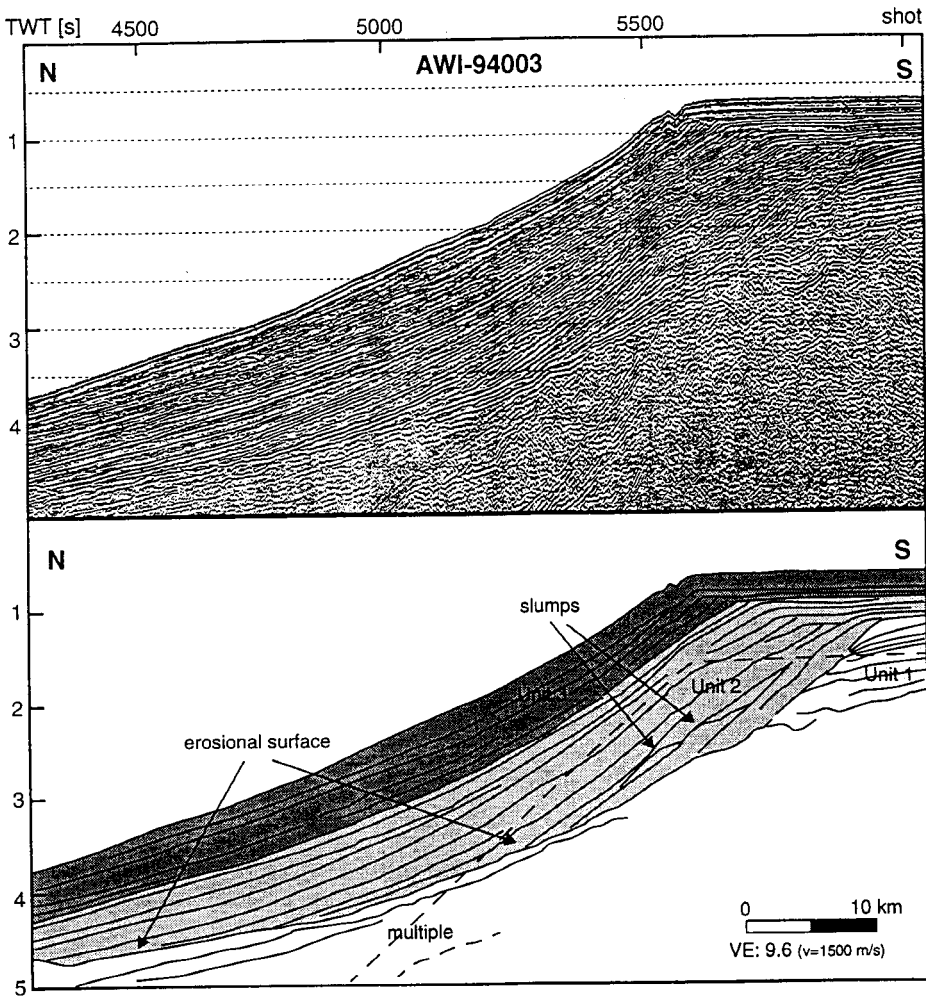 TWT [s] 4500 5000 5500 shot
N AWI-94003 S
1
2
3
4
N S
1
2
3
4
5
slumps
Unit 3
Unit 2
Unit 1
erosional surface
multiple
0 10 km
VE: 9.6 (v=1500 m/s)